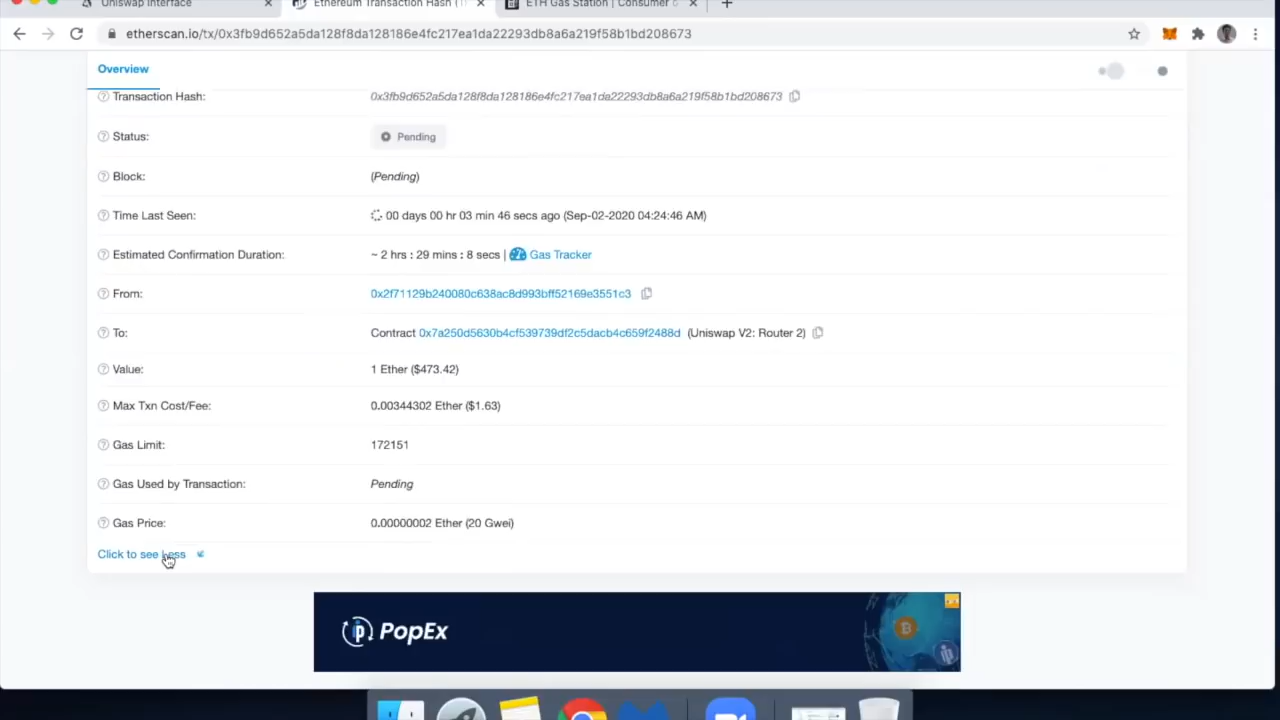 Uniswap Interface
Ethereum Transaction Hash (T
ETH Gas Station | Consumer o
etherscan.io/tx/0x3fb9d652a5da128f8da128186e4fc217ea1da22293db8a6a219f58b1bd208673
Overview
Transaction Hash: 0x3fb9d652a5da128f8da128186e4fc217ea1da22293db8a6a219f58b1bd208673
Status: Pending
Block: (Pending)
Time Last Seen: 00 days 00 hr 03 min 46 secs ago (Sep-02-2020 04:24:46 AM)
Estimated Confirmation Duration: ~ 2 hrs : 29 mins : 8 secs | Gas Tracker
From: 0x2f71129b240080c638ac8d993bff52169e3551c3
To: Contract 0x7a250d5630b4cf539739df2c5dacb4c659f2488d (Uniswap V2: Router 2)
Value: 1 Ether ($473.42)
Max Txn Cost/Fee: 0.00344302 Ether ($1.63)
Gas Limit: 172151
Gas Used by Transaction: Pending
Gas Price: 0.00000002 Ether (20 Gwei)
Click to see Less
PopEx